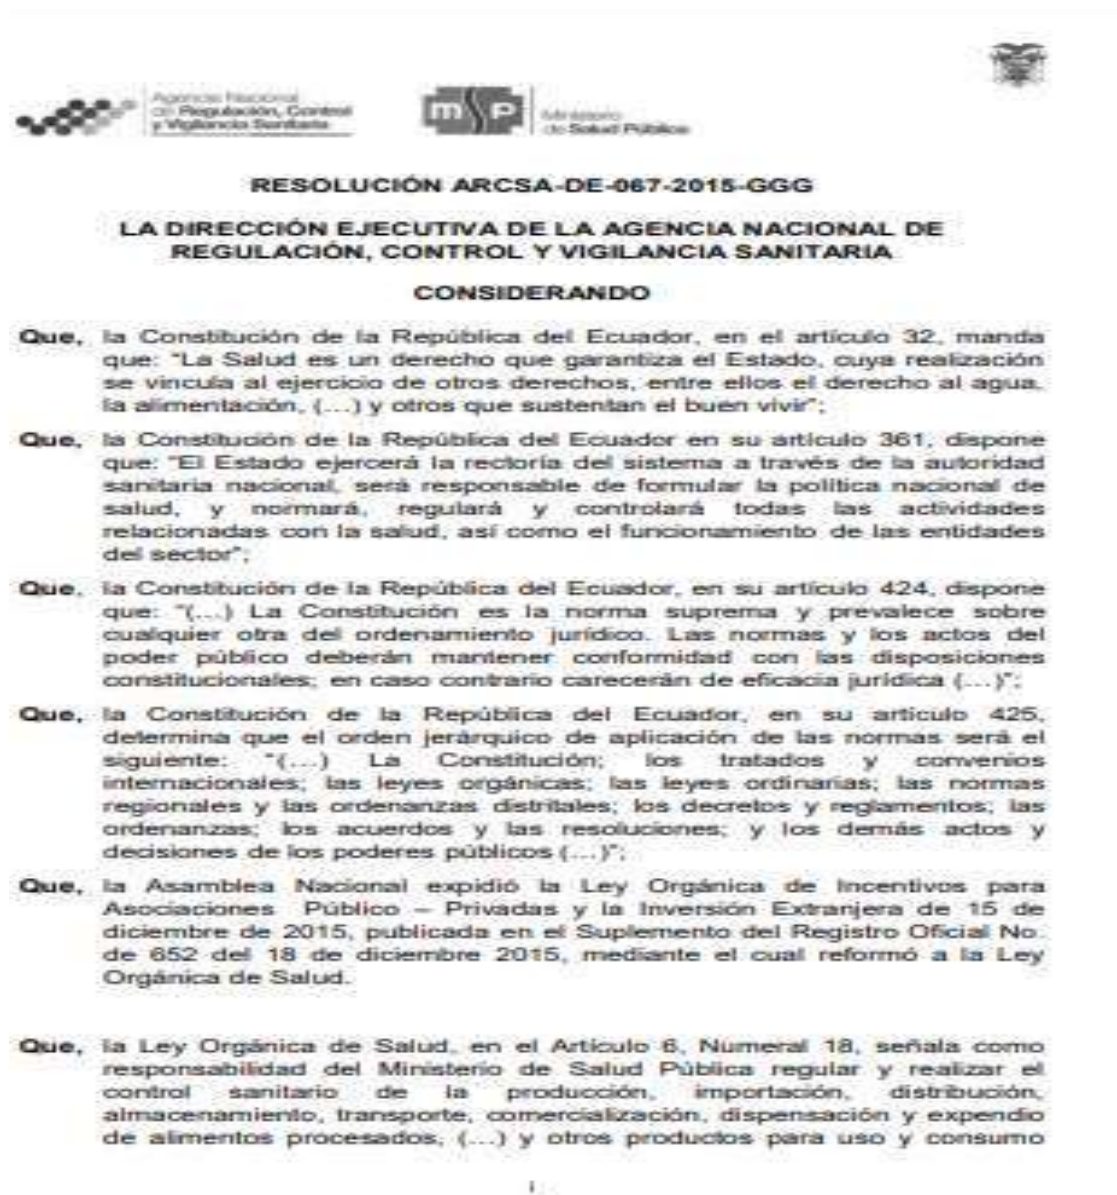 Agencia Nacional
de Regulación, Control
y Vigilancia Sanitaria
msp
Ministerio
de Salud Pública
RESOLUCIÓN ARCSA-DE-067-2015-GGG
LA DIRECCIÓN EJECUTIVA DE LA AGENCIA NACIONAL DE
REGULACIÓN, CONTROL Y VIGILANCIA SANITARIA
CONSIDERANDO
Que, la Constitución de la República del Ecuador, en el artículo 32, manda
que: "La Salud es un derecho que garantiza el Estado, cuya realización
se vincula al ejercicio de otros derechos, entre ellos el derecho al agua,
la alimentación, (...) y otros que sustentan el buen vivir";
Que, la Constitución de la República del Ecuador en su artículo 361, dispone
que: "El Estado ejercerá la rectoría del sistema a través de la autoridad
sanitaria nacional, será responsable de formular la política nacional de
salud, y normará, regulará y controlará todas las actividades
relacionadas con la salud, así como el funcionamiento de las entidades
del sector";
Que, la Constitución de la República del Ecuador, en su artículo 424, dispone
que: "(...) La Constitución es la norma suprema y prevalece sobre
cualquier otra del ordenamiento jurídico. Las normas y los actos del
poder público deberán mantener conformidad con las disposiciones
constitucionales; en caso contrario carecerán de eficacia jurídica (...)";
Que, la Constitución de la República del Ecuador, en su artículo 425,
determina que el orden jerárquico de aplicación de las normas será el
siguiente: "(...) La Constitución; los tratados y convenios
internacionales; las leyes orgánicas; las leyes ordinarias; las normas
regionales y las ordenanzas distritales; los decretos y reglamentos; las
ordenanzas; los acuerdos y las resoluciones; y los demás actos y
decisiones de los poderes públicos (...)";
Que, la Asamblea Nacional expidió la Ley Orgánica de Incentivos para
Asociaciones Público – Privadas y la Inversión Extranjera de 15 de
diciembre de 2015, publicada en el Suplemento del Registro Oficial No.
de 652 del 18 de diciembre 2015, mediante el cual reformó a la Ley
Orgánica de Salud.
Que, la Ley Orgánica de Salud, en el Artículo 6, Numeral 18, señala como
responsabilidad del Ministerio de Salud Pública regular y realizar el
control sanitario de la producción, importación, distribución,
almacenamiento, transporte, comercialización, dispensación y expendio
de alimentos procesados, (...) y otros productos para uso y consumo